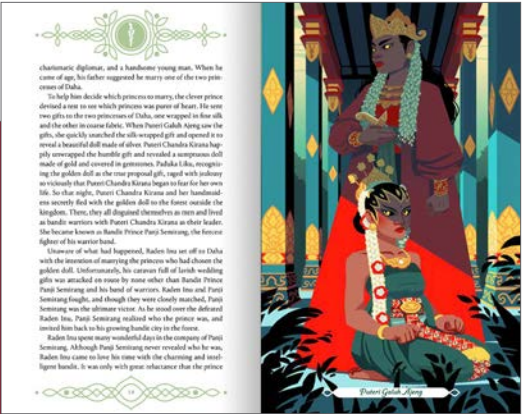 charismatic diplomat, and a handsome young man. When he
came of age, his father suggested he marry one of the two prin-
cesses of Daha.
To help him decide which princess to marry, the clever prince
devised a test to see which princess was purer of heart. He sent
two gifts to the two princesses of Daha, one wrapped in fine silk
and the other in coarse fabric. When Puteri Galuh Ajeng saw the
gifts, she quickly snatched the silk-wrapped gift and opened it to
reveal a beautiful doll made of silver. Puteri Chandra Kirana hap-
pily unwrapped the humble gift and revealed a sumptuous doll
made of gold and covered in gemstones. Paduka Liku, recogniz-
ing the golden doll as the true proposal gift, raged with jealousy
so viciously that Puteri Chandra Kirana began to fear for her own
life. So that night, Puteri Chandra Kirana and her handmaid-
ens secretly fled with the golden doll to the forest outside the
kingdom. There, they all disguised themselves as men and lived
as bandit warriors with Puteri Chandra Kirana as their leader.
She became known as Bandit Prince Panji Semirang, the fiercest
fighter of his warrior band.
Unaware of what had happened, Raden Inu set off to Daha
with the intention of marrying the princess who had chosen the
golden doll. Unfortunately, his caravan full of lavish wedding
gifts was attacked en route by none other than Bandit Prince
Panji Semirang and his band of warriors. Raden Inu and Panji
Semirang fought, and though they were closely matched, Panji
Semirang was the ultimate victor. As he stood over the defeated
Raden Inu, Panji Semirang realized who the prince was, and
invited him back to his growing bandit city in the forest.
Raden Inu spent many wonderful days in the company of Panji
Semirang. Although Panji Semirang never revealed who he was,
Raden Inu came to love his time with the charming and intel-
ligent bandit. It was only with great reluctance that the prince
Puteri Galuh Ajeng